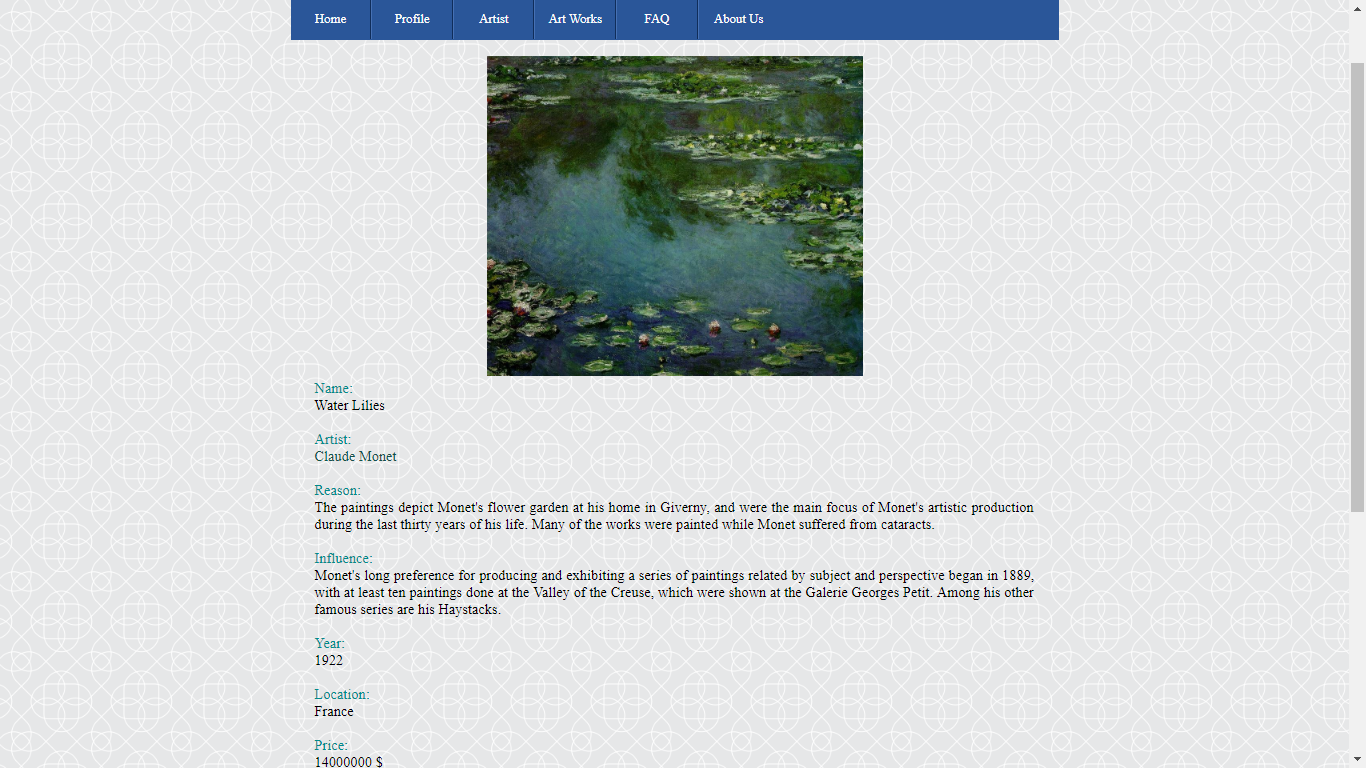 Home Profile Artist Art Works FAQ About Us
Name:
Water Lilies
Artist:
Claude Monet
Reason:
The paintings depict Monet's flower garden at his home in Giverny, and were the main focus of Monet's artistic production
during the last thirty years of his life. Many of the works were painted while Monet suffered from cataracts.
Influence:
Monet's long preference for producing and exhibiting a series of paintings related by subject and perspective began in 1889,
with at least ten paintings done at the Valley of the Creuse, which were shown at the Galerie Georges Petit. Among his other
famous series are his Haystacks.
Year:
1922
Location:
France
Price:
14000000 $